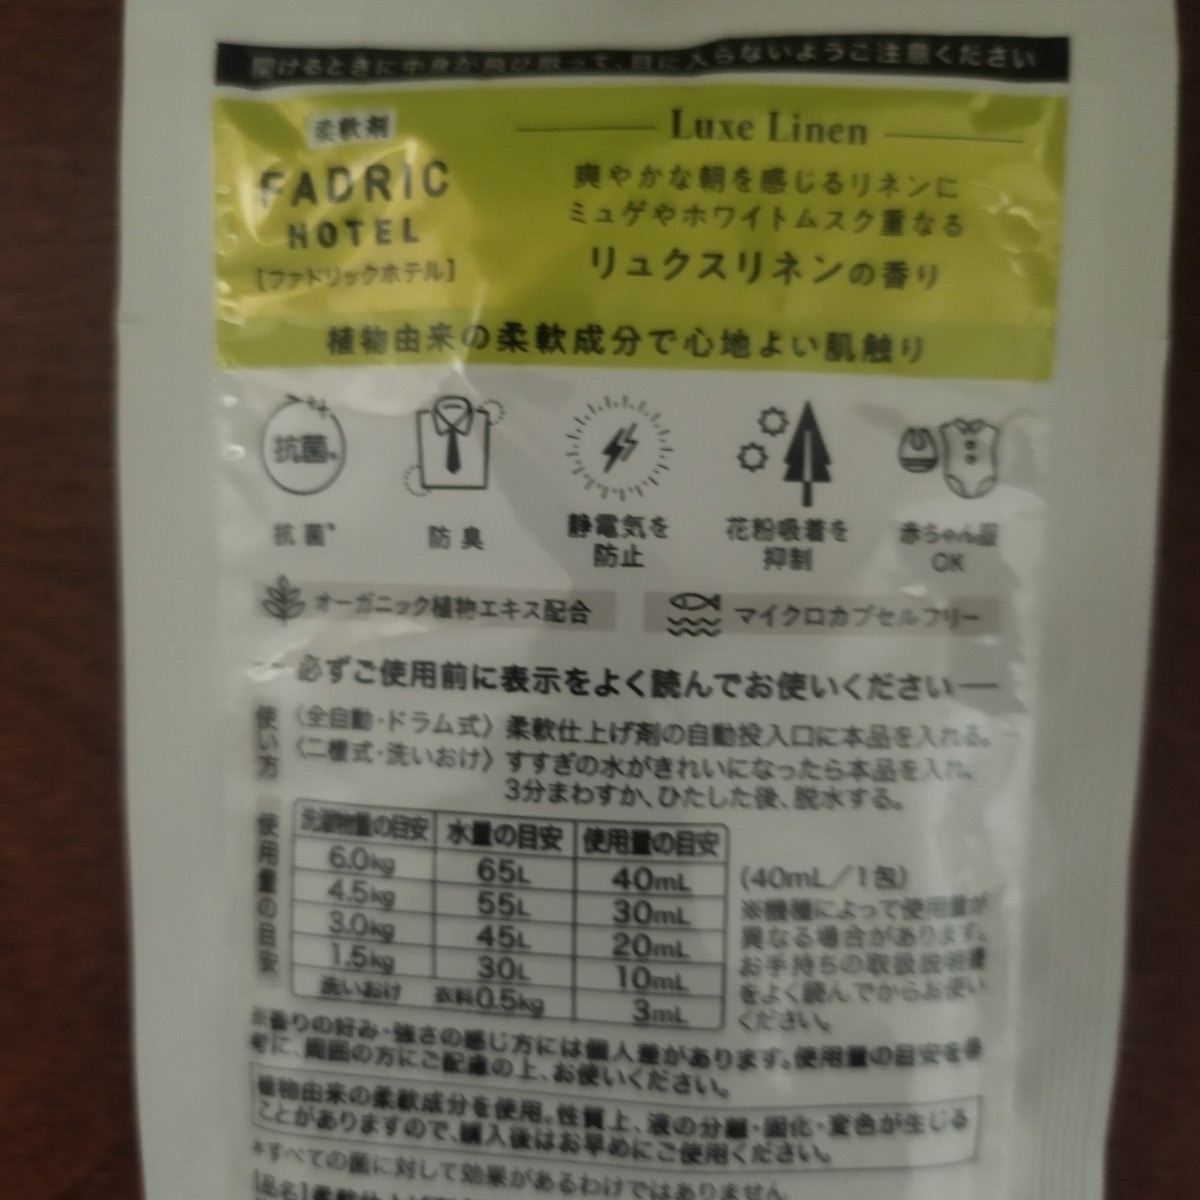 開けるときに中身が飛び散って、目に入らないようご注意ください
柔軟剤
FADRIC
HOTEL
[ファドリックホテル]
Luxe Linen
爽やかな朝を感じるリネンに
ミュゲやホワイトムスク重なる
リュクスリネンの香り
植物由来の柔軟成分で心地よい肌触り
抗菌*
抗菌*
防臭
静電気を
防止
花粉吸着を
抑制
赤ちゃん服
OK
オーガニック植物エキス配合
マイクロカプセルフリー
必ずご使用前に表示をよく読んでお使いください
使い方
〈全自動・ドラム式〉 柔軟仕上げ剤の自動投入口に本品を入れる。
〈二槽式・洗いおけ〉 すすぎの水がきれいになったら本品を入れ、
3分まわすか、ひたした後、脱水する。
使用量の目安
洗濯物量の目安 水量の目安 使用量の目安
6.0kg 65L 40mL
4.5kg 55L 30mL
3.0kg 45L 20mL
1.5kg 30L 10mL
洗いおけ 衣料0.5kg 3mL
(40mL/1包)
※機種によって使用量が
異なる場合があります。
お手持ちの取扱説明書
をよく読んでからお使い
ください。
※香りの好み・強さの感じ方には個人差があります。使用量の目安を参
考に、周囲の方にご配慮の上、お使いください。
植物由来の柔軟成分を使用。性質上、液の分離・固化・変色が生じる
ことがありますので、購入後はお早めにご使用ください。
*すべての菌に対して効果があるわけではありません
[品名]柔軟仕上げ